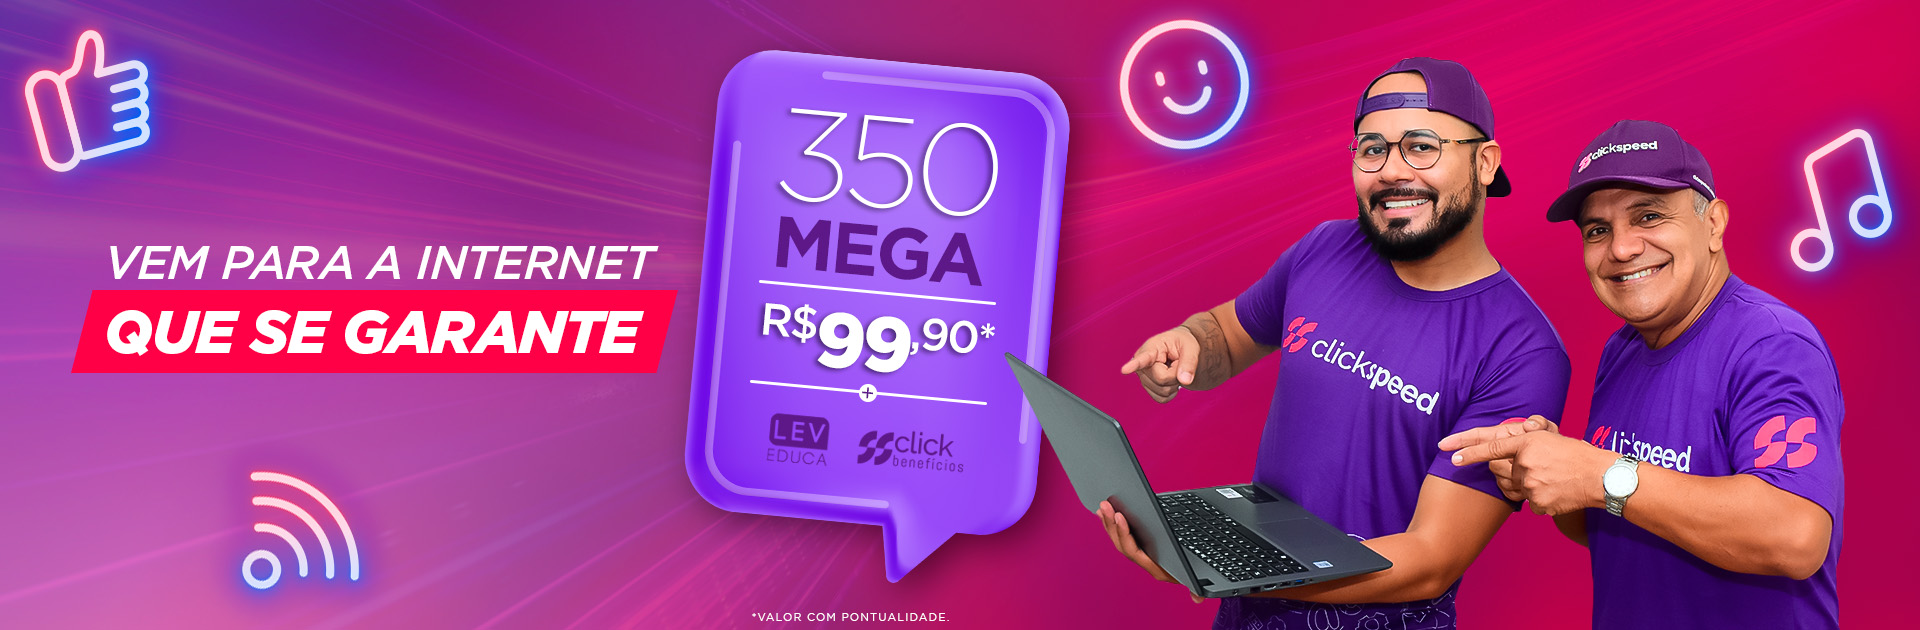 VEM PARA A INTERNET
QUE SE GARANTE
350
MEGA
R$99,90*
+
LEV
EDUCA
click
benefícios
clickspeed
clickspeed
*VALOR COM PONTUALIDADE.